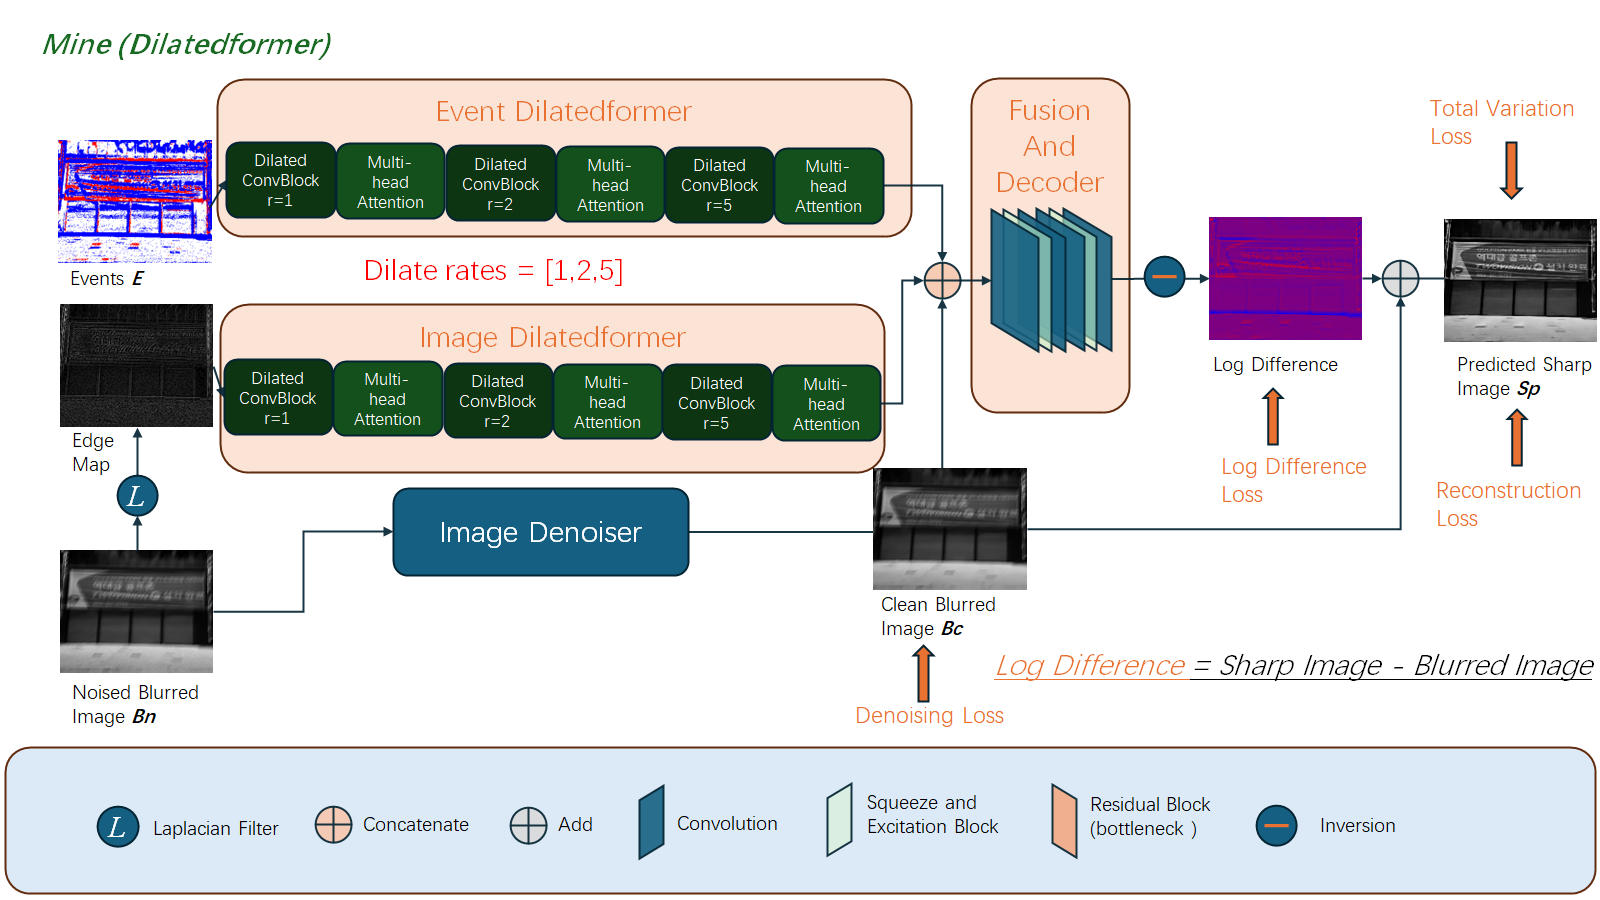 Mine (Dilatedformer)
Event Dilatedformer
Dilated
ConvBlock
r=1
Multi-
head
Attention
Dilated
ConvBlock
r=2
Multi-
head
Attention
Dilated
ConvBlock
r=5
Multi-
head
Attention
Events E
Dilate rates = [1,2,5]
Image Dilatedformer
Dilated
ConvBlock
r=1
Multi-
head
Attention
Dilated
ConvBlock
r=2
Multi-
head
Attention
Dilated
ConvBlock
r=5
Multi-
head
Attention
Edge
Map
L
Image Denoiser
Noised Blurred
Image Bn
Clean Blurred
Image Bc
Denoising Loss
Fusion
And
Decoder
Log Difference
Log Difference
Loss
Total Variation
Loss
Predicted Sharp
Image Sp
Reconstruction
Loss
Log Difference = Sharp Image - Blurred Image
L
Laplacian Filter
Concatenate
Add
Convolution
Squeeze and
Excitation Block
Residual Block
(bottleneck )
Inversion